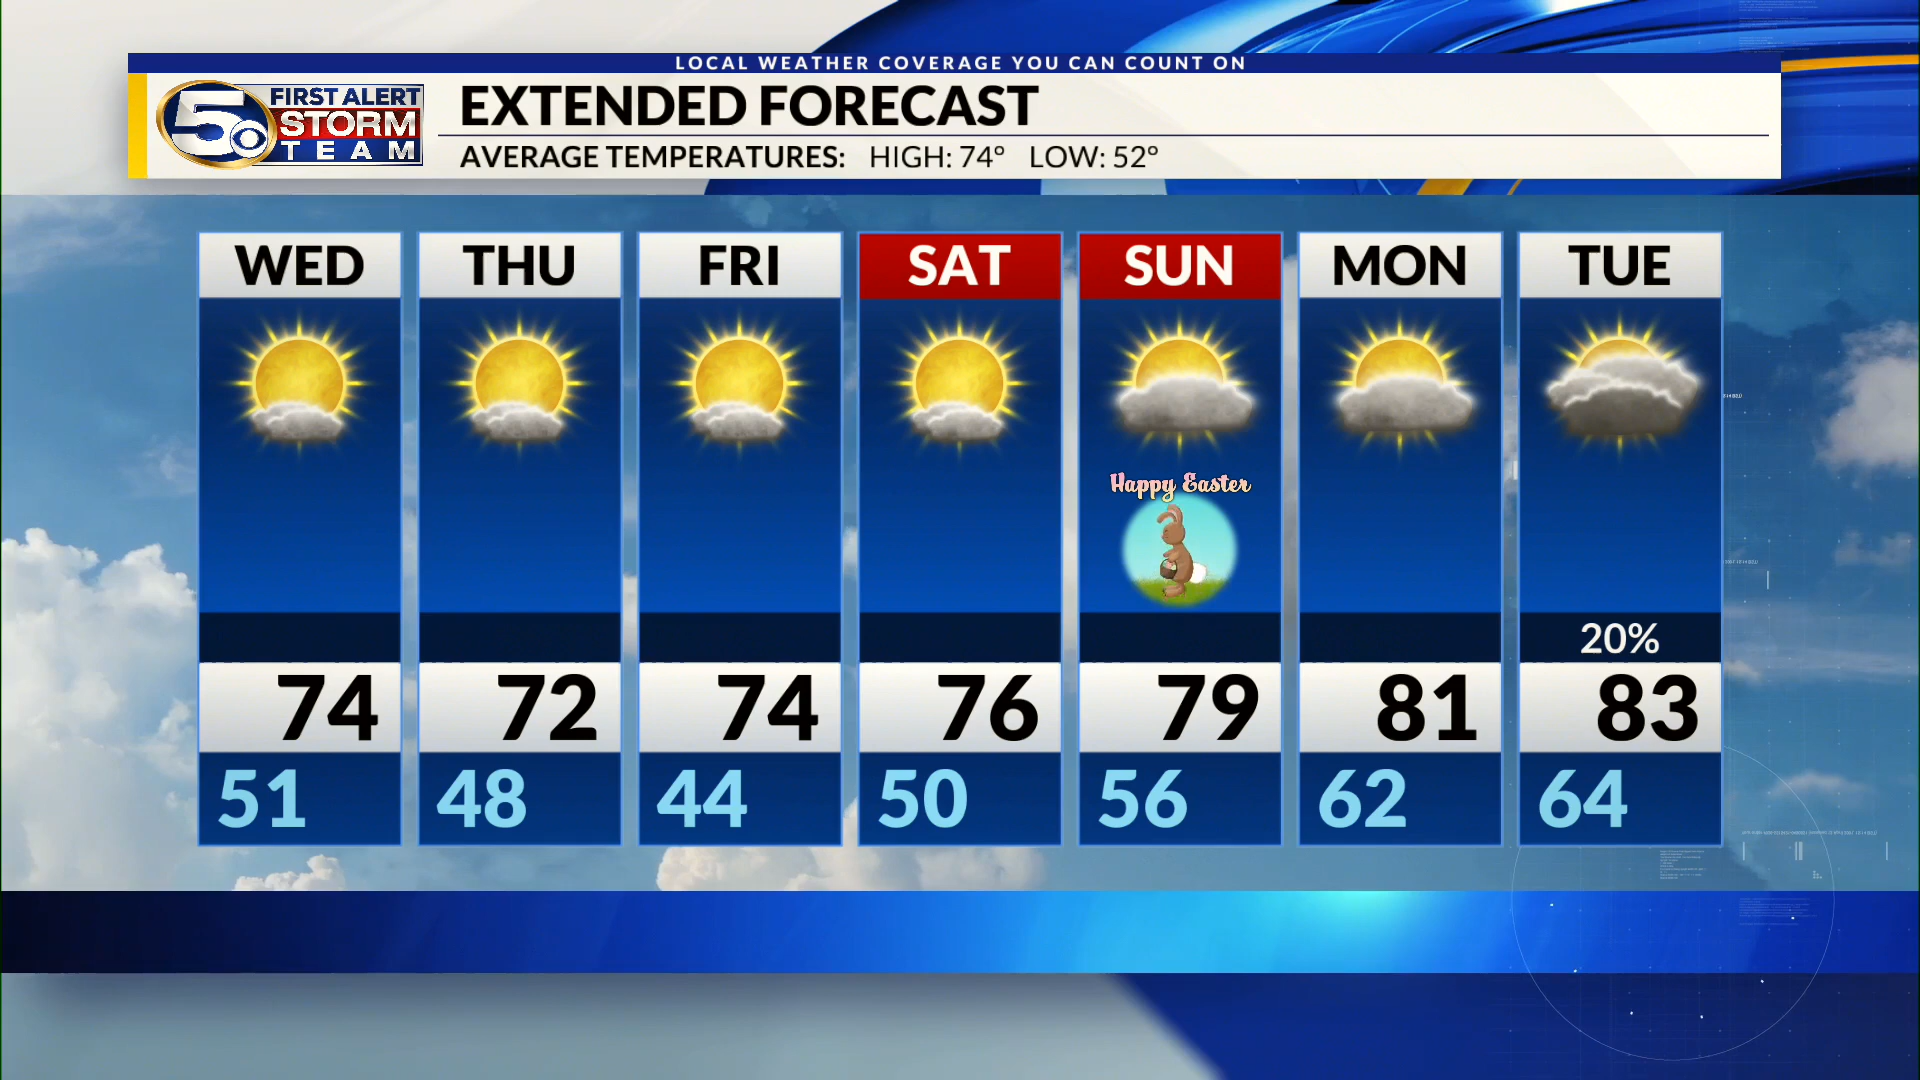 LOCAL WEATHER COVERAGE YOU CAN COUNT ON
5 FIRST ALERT
STORM
TEAM
EXTENDED FORECAST
AVERAGE TEMPERATURES: HIGH: 74° LOW: 52°
WED THU FRI SAT SUN MON TUE
Happy Easter
20%
74 72 74 76 79 81 83
51 48 44 50 56 62 64